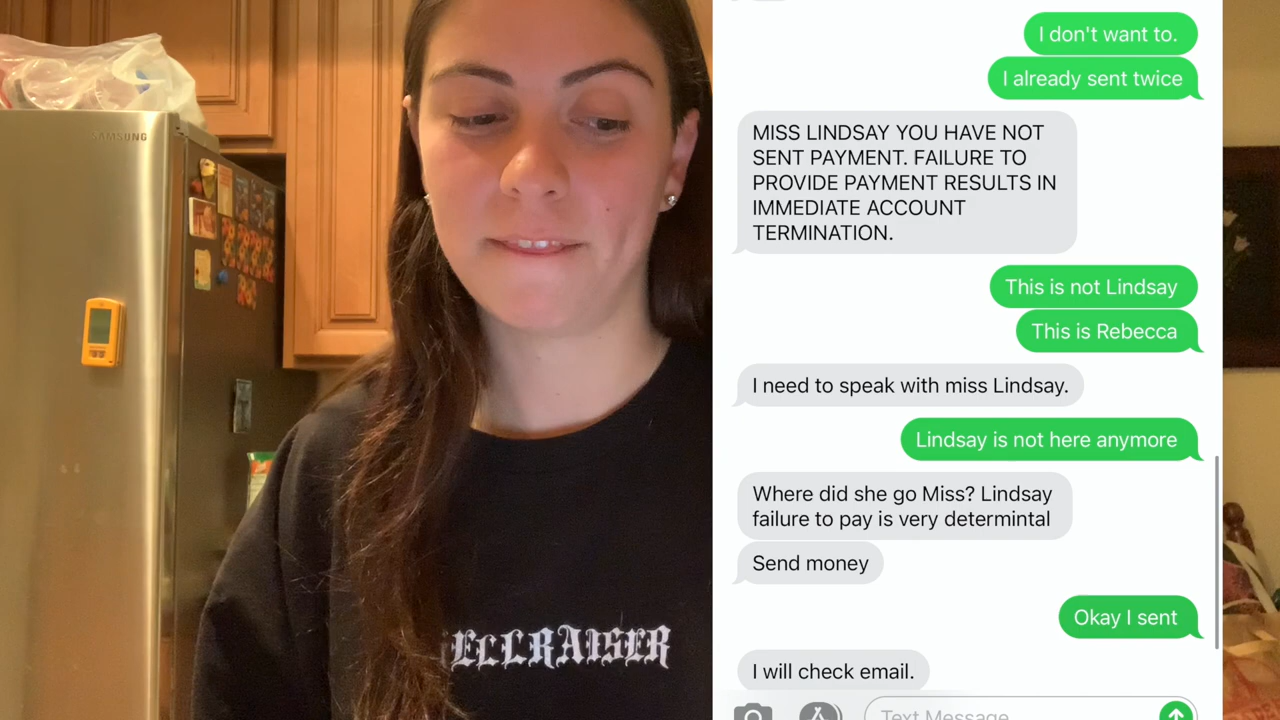 SAMSUNG
ELLRAISER
I don't want to.
I already sent twice
MISS LINDSAY YOU HAVE NOT
SENT PAYMENT. FAILURE TO
PROVIDE PAYMENT RESULTS IN
IMMEDIATE ACCOUNT
TERMINATION.
This is not Lindsay
This is Rebecca
I need to speak with miss Lindsay.
Lindsay is not here anymore
Where did she go Miss? Lindsay
failure to pay is very determintal
Send money
Okay I sent
I will check email.
Text Message